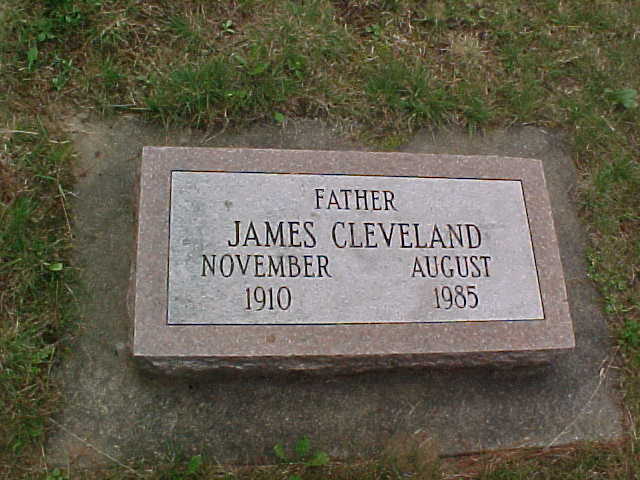 FATHER
JAMES CLEVELAND
NOVEMBER AUGUST
1910 1985